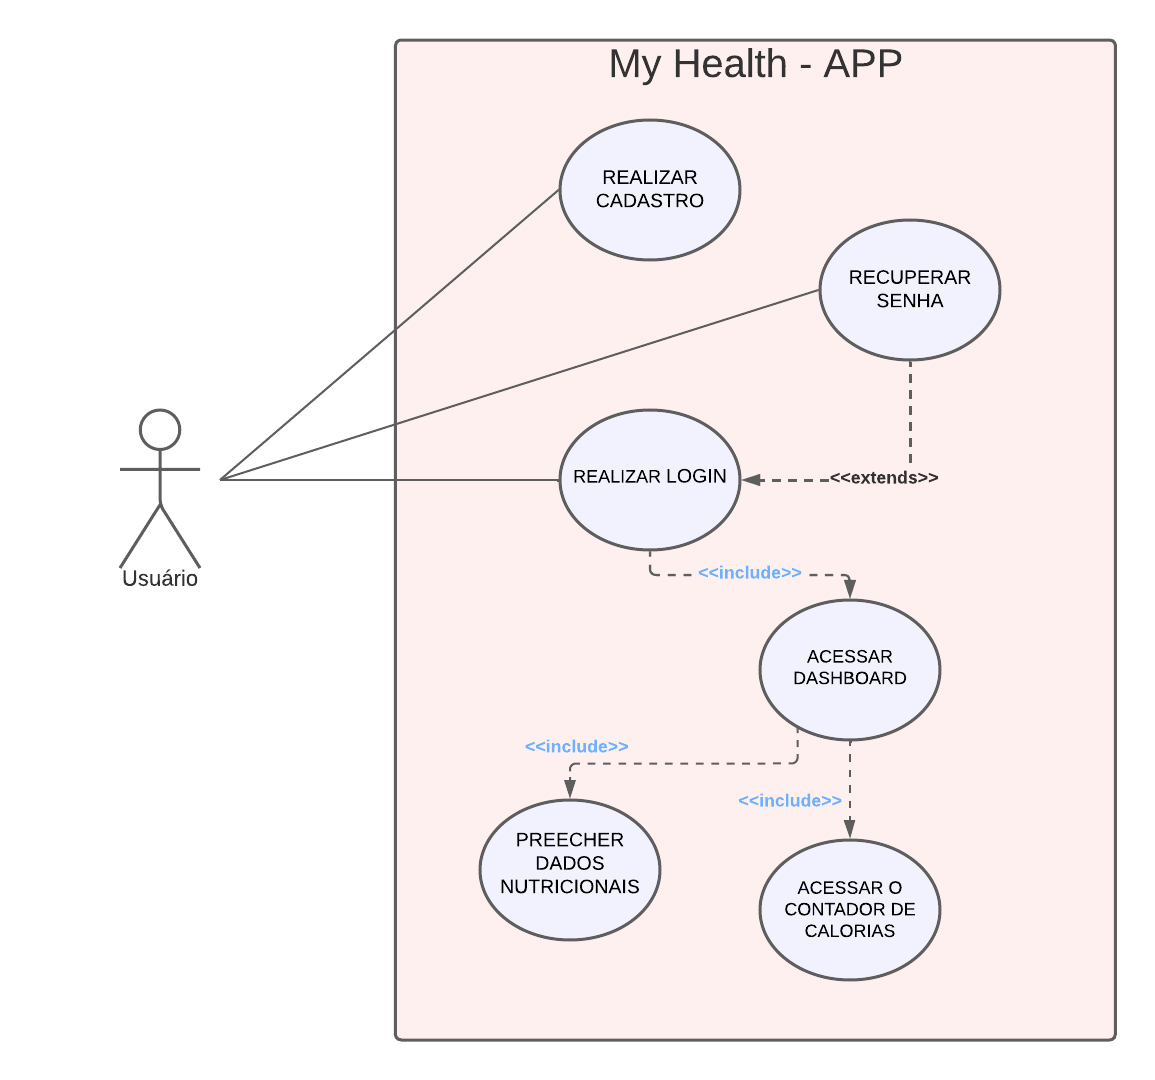 My Health - APP
REALIZAR
CADASTRO
RECUPERAR
SENHA
REALIZAR LOGIN
<<extends>>
Usuário
<<include>>
ACESSAR
DASHBOARD
<<include>>
<<include>>
PREECHER
DADOS
NUTRICIONAIS
ACESSAR O
CONTADOR DE
CALORIAS